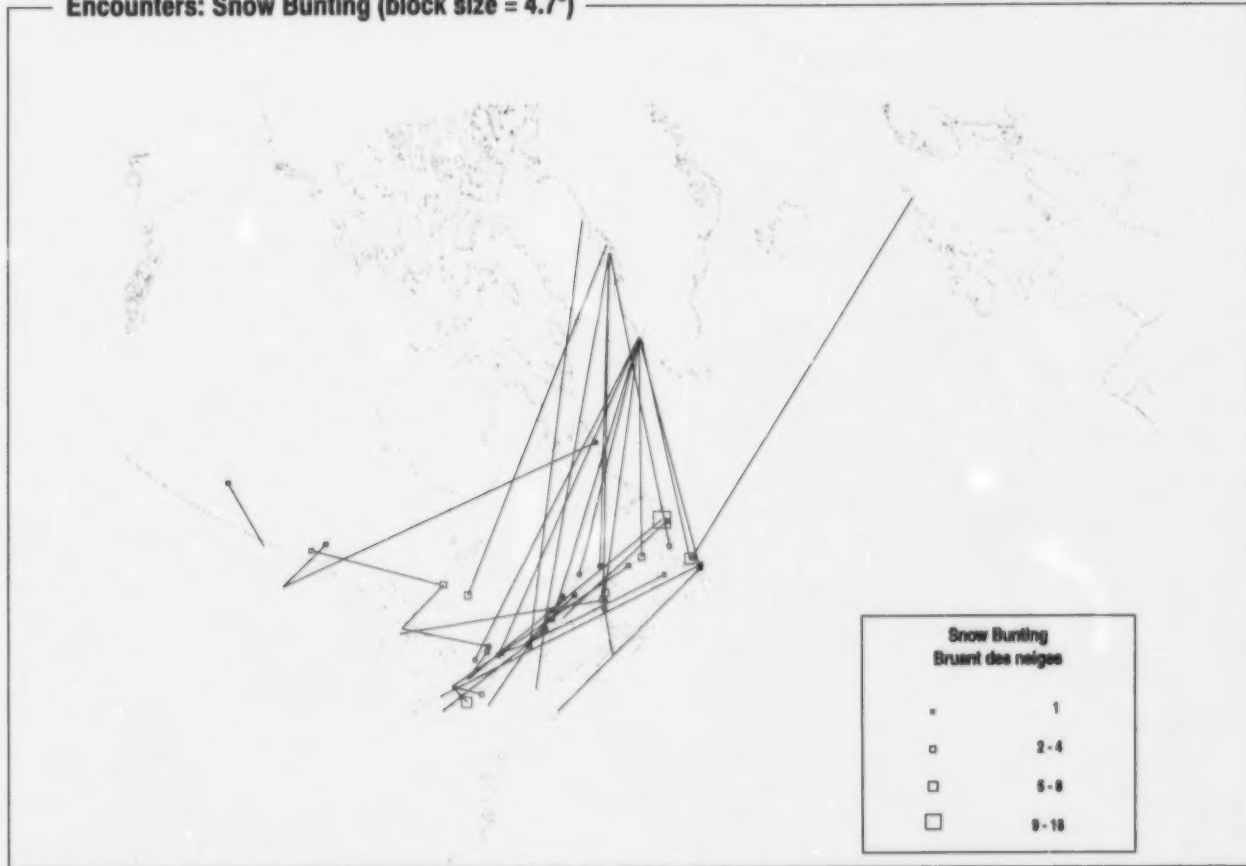 Encounters: Snow Bunting (block size = 4.7°)
Snow Bunting
Bruant des neiges
1
2 - 4
5 - 8
9 - 18